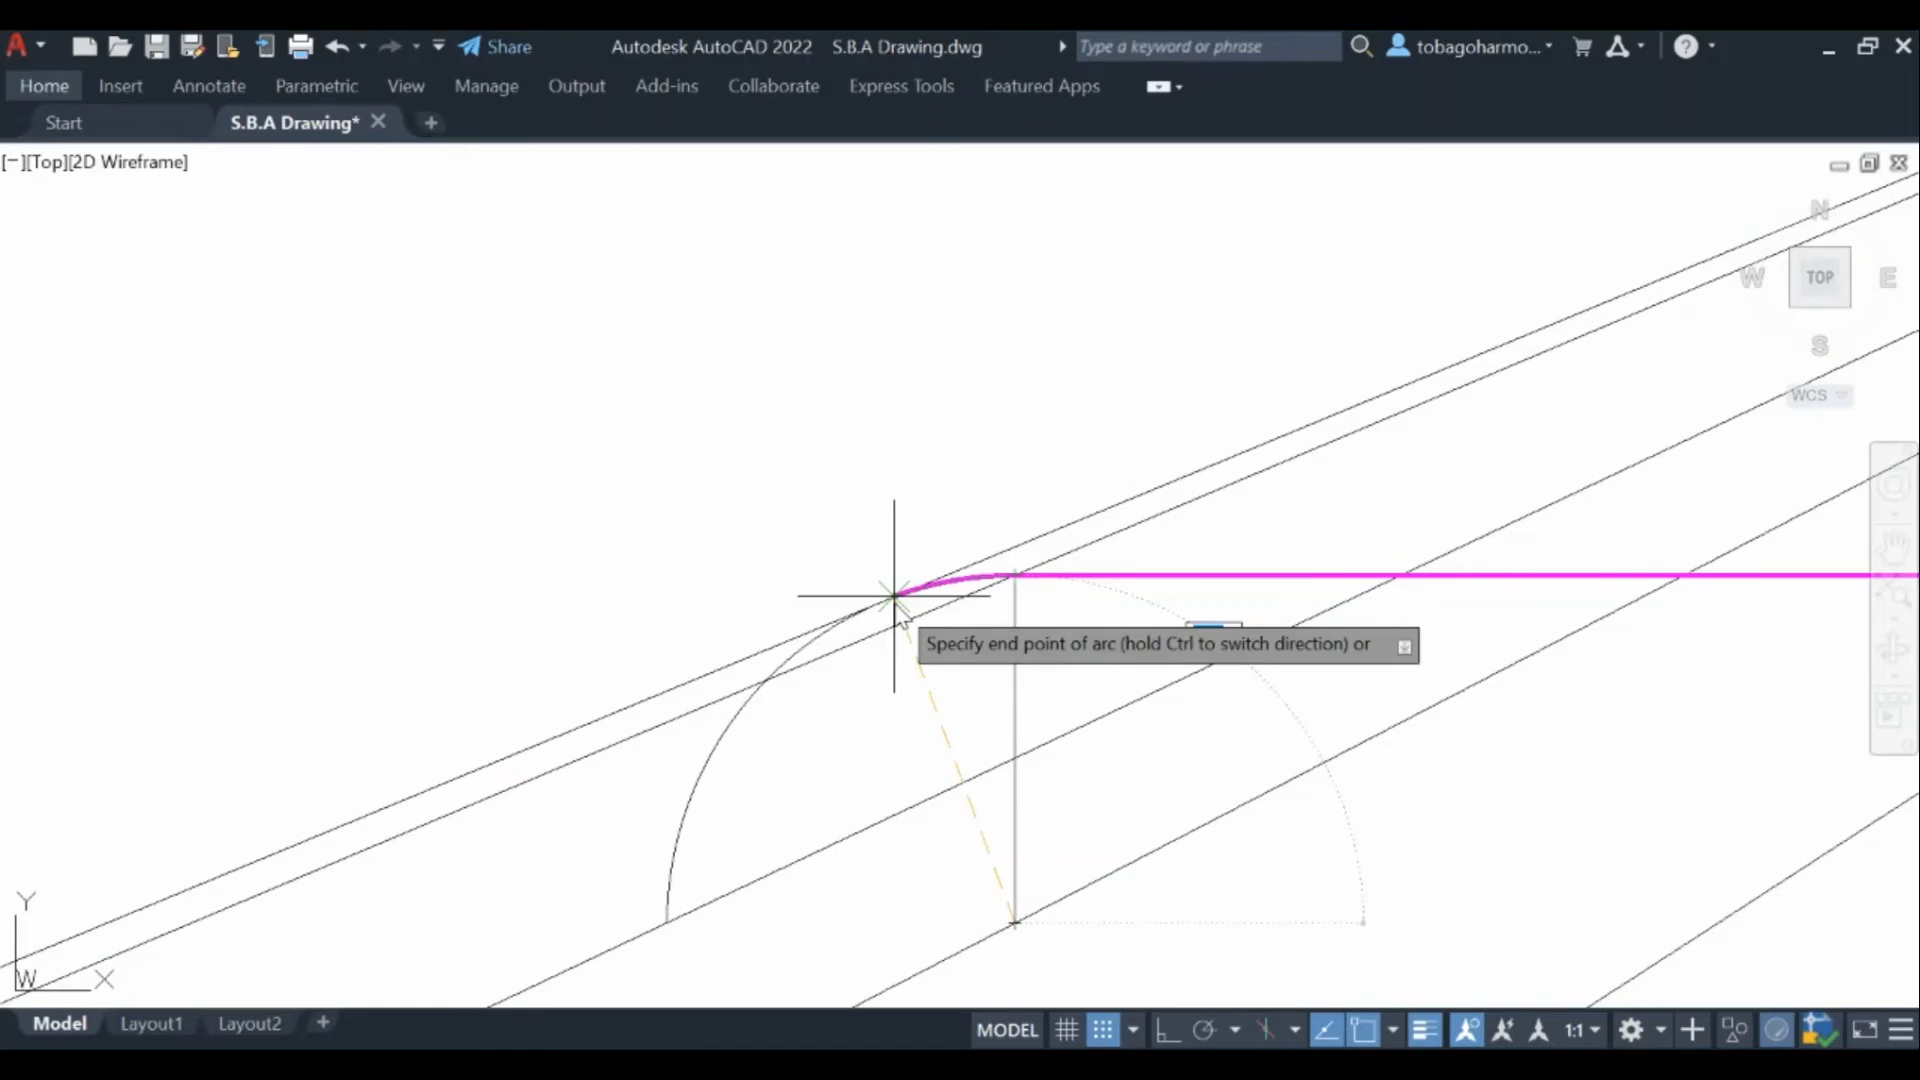 A Share Autodesk AutoCAD 2022 S.B.A Drawing.dwg Type a keyword or phrase tobagoharmo... ?
Home Insert Annotate Parametric View Manage Output Add-ins Collaborate Express Tools Featured Apps
Start S.B.A Drawing* +
[−][Top][2D Wireframe]
N
W TOP E
S
WCS
Specify end point of arc (hold Ctrl to switch direction) or
Y
W X
Model Layout1 Layout2 + MODEL 1:1